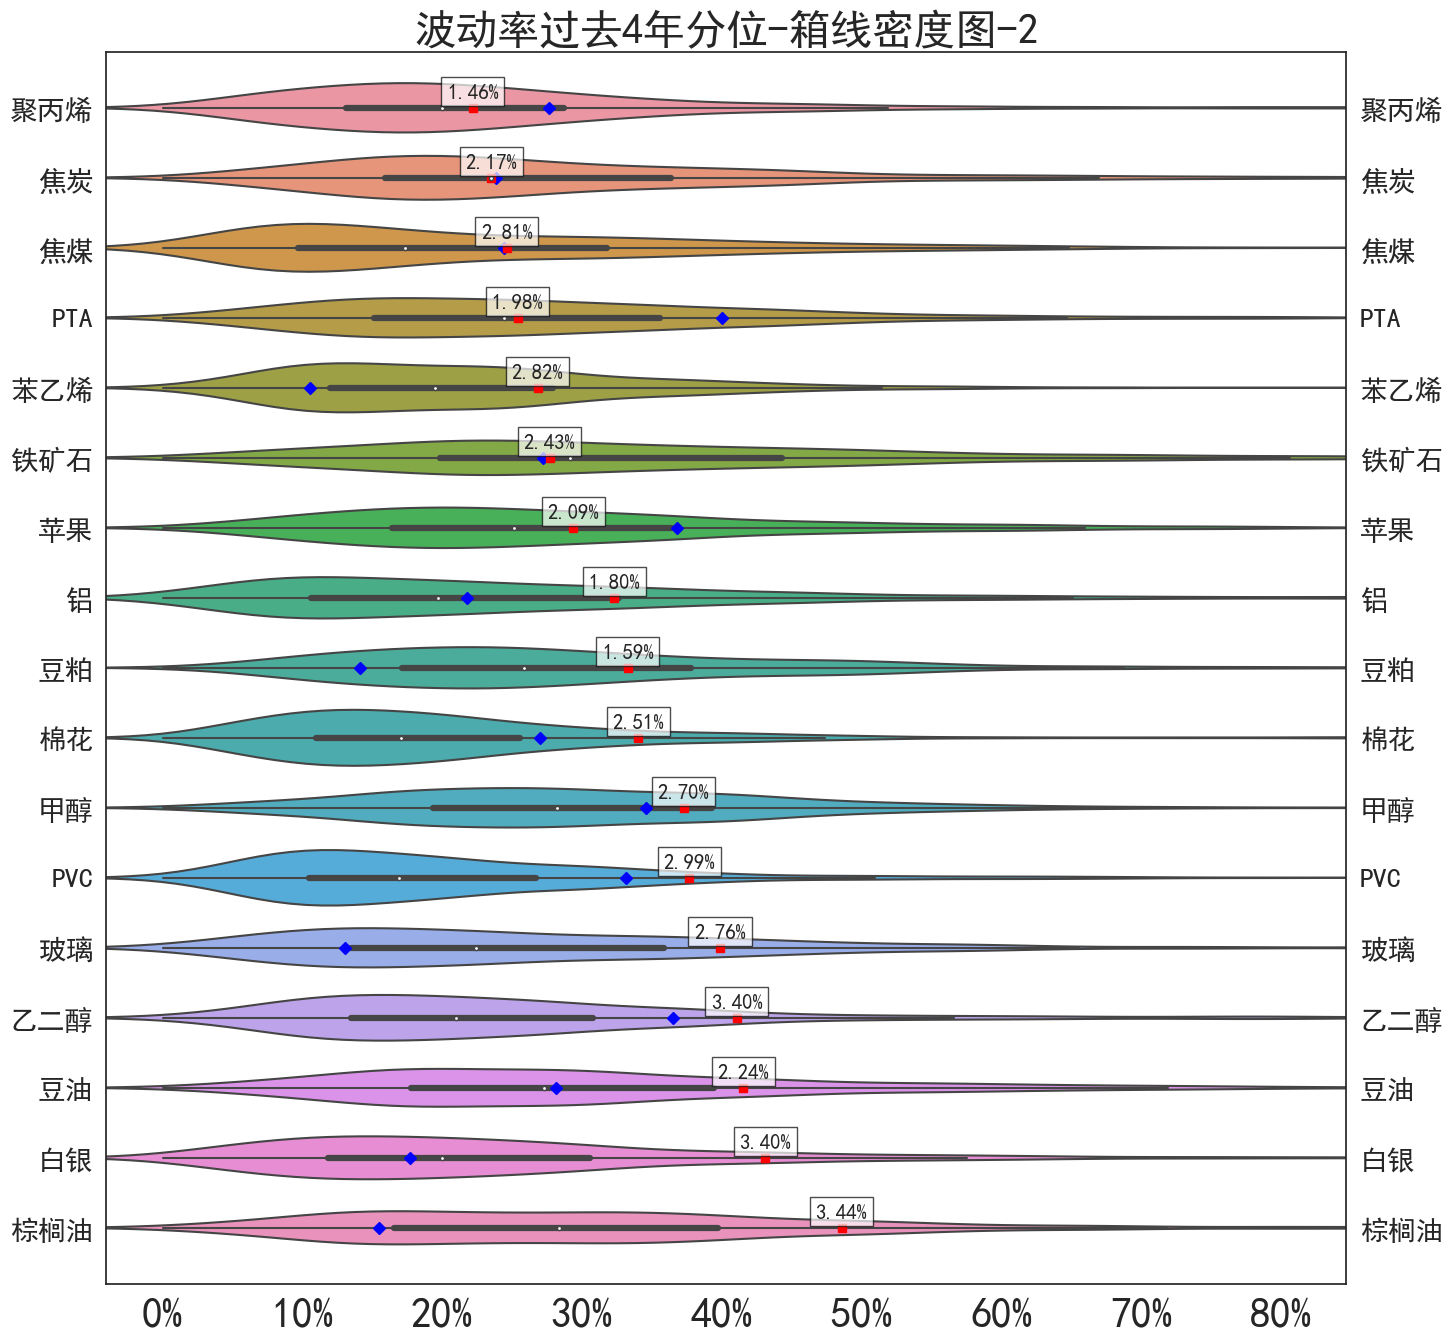 波动率过去4年分位-箱线密度图-2
聚丙烯 1.46% 聚丙烯
焦炭 2.17% 焦炭
焦煤 2.81% 焦煤
PTA 1.98% PTA
苯乙烯 2.82% 苯乙烯
铁矿石 2.43% 铁矿石
苹果 2.09% 苹果
铝 1.80% 铝
豆粕 1.59% 豆粕
棉花 2.51% 棉花
甲醇 2.70% 甲醇
PVC 2.99% PVC
玻璃 2.76% 玻璃
乙二醇 3.40% 乙二醇
豆油 2.24% 豆油
白银 3.40% 白银
棕榈油 3.44% 棕榈油
0% 10% 20% 30% 40% 50% 60% 70% 80%